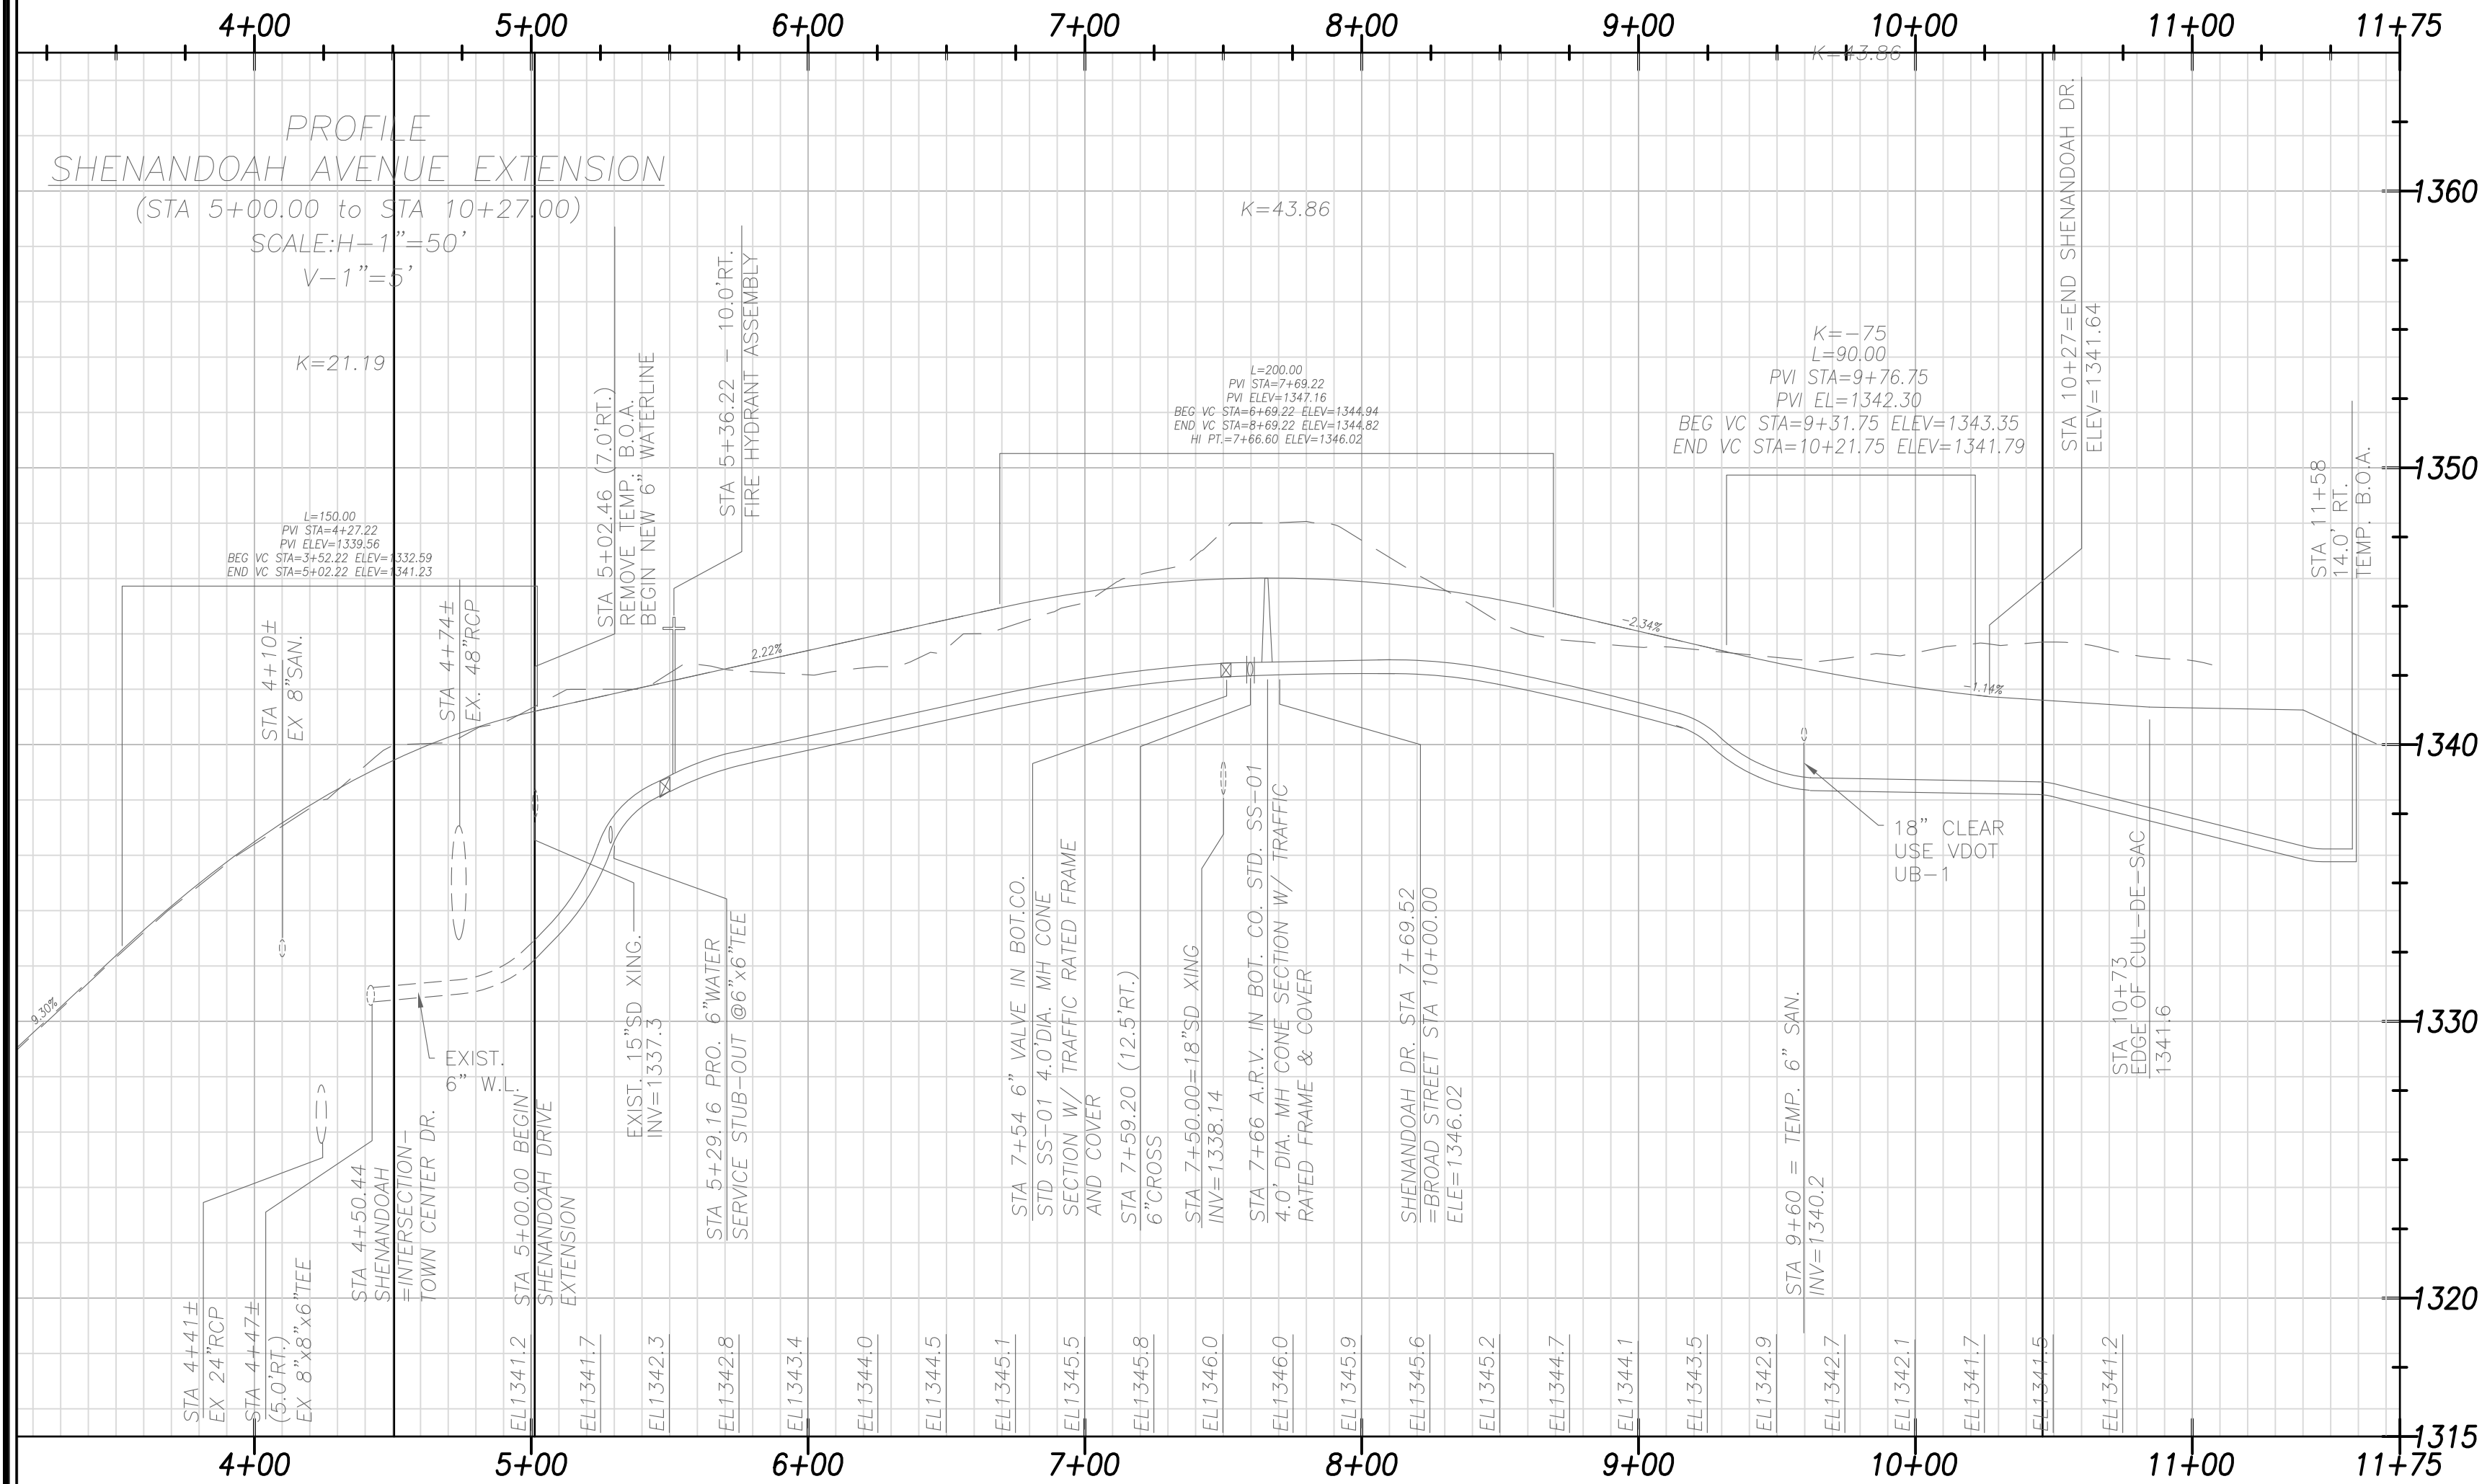 4+00 5+00 6+00 7+00 8+00 9+00 10+00 11+00 11+75
K=43.86
PROFILE
SHENANDOAH AVENUE EXTENSION
(STA 5+00.00 to STA 10+27.00)
SCALE:H-1"=50'
V-1"=5'
1360
1350
1340
1330
1320
1315
K=21.19
L=150.00
PVI STA=4+27.22
PVI ELEV=1339.56
BEG VC STA=3+52.22 ELEV=1332.59
END VC STA=5+02.22 ELEV=1341.23
STA 4+10±
EX 8"SAN.
STA 4+74±
EX. 48"RCP
STA 5+02.46 (7.0'RT.)
REMOVE TEMP. B.O.A.
BEGIN NEW 6" WATERLINE
STA 5+36.22 - 10.0'RT.
FIRE HYDRANT ASSEMBLY
K=43.86
L=200.00
PVI STA=7+69.22
PVI ELEV=1347.16
BEG VC STA=6+69.22 ELEV=1344.94
END VC STA=8+69.22 ELEV=1344.82
HI PT.=7+66.60 ELEV=1346.02
K=-75
L=90.00
PVI STA=9+76.75
PVI EL=1342.30
BEG VC STA=9+31.75 ELEV=1343.35
END VC STA=10+21.75 ELEV=1341.79
STA 10+27=END SHENANDOAH DR.
ELEV=1341.64
STA 11+58
14.0' RT.
TEMP. B.O.A.
9.30%
2.22%
-2.34%
-1.14%
EXIST.
6" W.L.
18" CLEAR
USE VDOT
UB-1
STA 4+41±
EX 24"RCP
STA 4+47±
(5.0'RT.)
EX 8"x8"x6"TEE
STA 4+50.44
SHENANDOAH
=INTERSECTION-
TOWN CENTER DR.
STA 5+00.00 BEGIN
SHENANDOAH DRIVE
EXTENSION
EXIST. 15"SD XING.
INV=1337.3
STA 5+29.16 PRO. 6"WATER
SERVICE STUB-OUT @6"x6"TEE
STA 7+54 6" VALVE IN BOT.CO.
STD SS-01 4.0'DIA. MH CONE
SECTION W/ TRAFFIC RATED FRAME
AND COVER
STA 7+59.20 (12.5'RT.)
6"CROSS
STA 7+50.00=18"SD XING
INV=1338.14
STA 7+66 A.R.V. IN BOT. CO. STD. SS-01
4.0' DIA. MH CONE SECTION W/ TRAFFIC
RATED FRAME & COVER
SHENANDOAH DR. STA 7+69.52
=BROAD STREET STA 10+00.00
ELE=1346.02
STA 9+60 = TEMP. 6" SAN.
INV=1340.2
STA 10+73
EDGE OF CUL-DE-SAC
1341.6
EL1341.2
EL1341.7
EL1342.3
EL1342.8
EL1343.4
EL1344.0
EL1344.5
EL1345.1
EL1345.5
EL1345.8
EL1346.0
EL1346.0
EL1345.9
EL1345.6
EL1345.2
EL1344.7
EL1344.1
EL1343.5
EL1342.9
EL1342.7
EL1342.1
EL1341.7
EL1341.5
EL1341.2
4+00 5+00 6+00 7+00 8+00 9+00 10+00 11+00 11+75